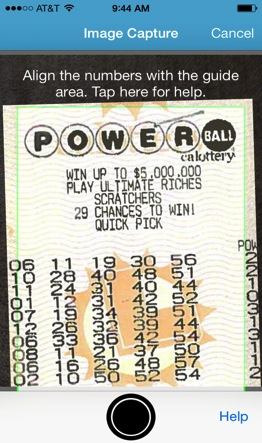 AT&T 9:44 AM
Image Capture Cancel
Align the numbers with the guide
area. Tap here for help.
POWER BALL
calottery
WIN UP TO $5,000,000
PLAY ULTIMATE RICHES
SCRATCHERS
29 CHANCES TO WIN!
QUICK PICK
POW
06 11 19 30 56
10 28 40 48 51
24 31 40 44
01 12 31 42 52
07 18 34 39 51
12 26 32 39 44
06 33 36 42 54
08 11 21 37 50
02 16 26 48 57
02 10 50 52 54
Help